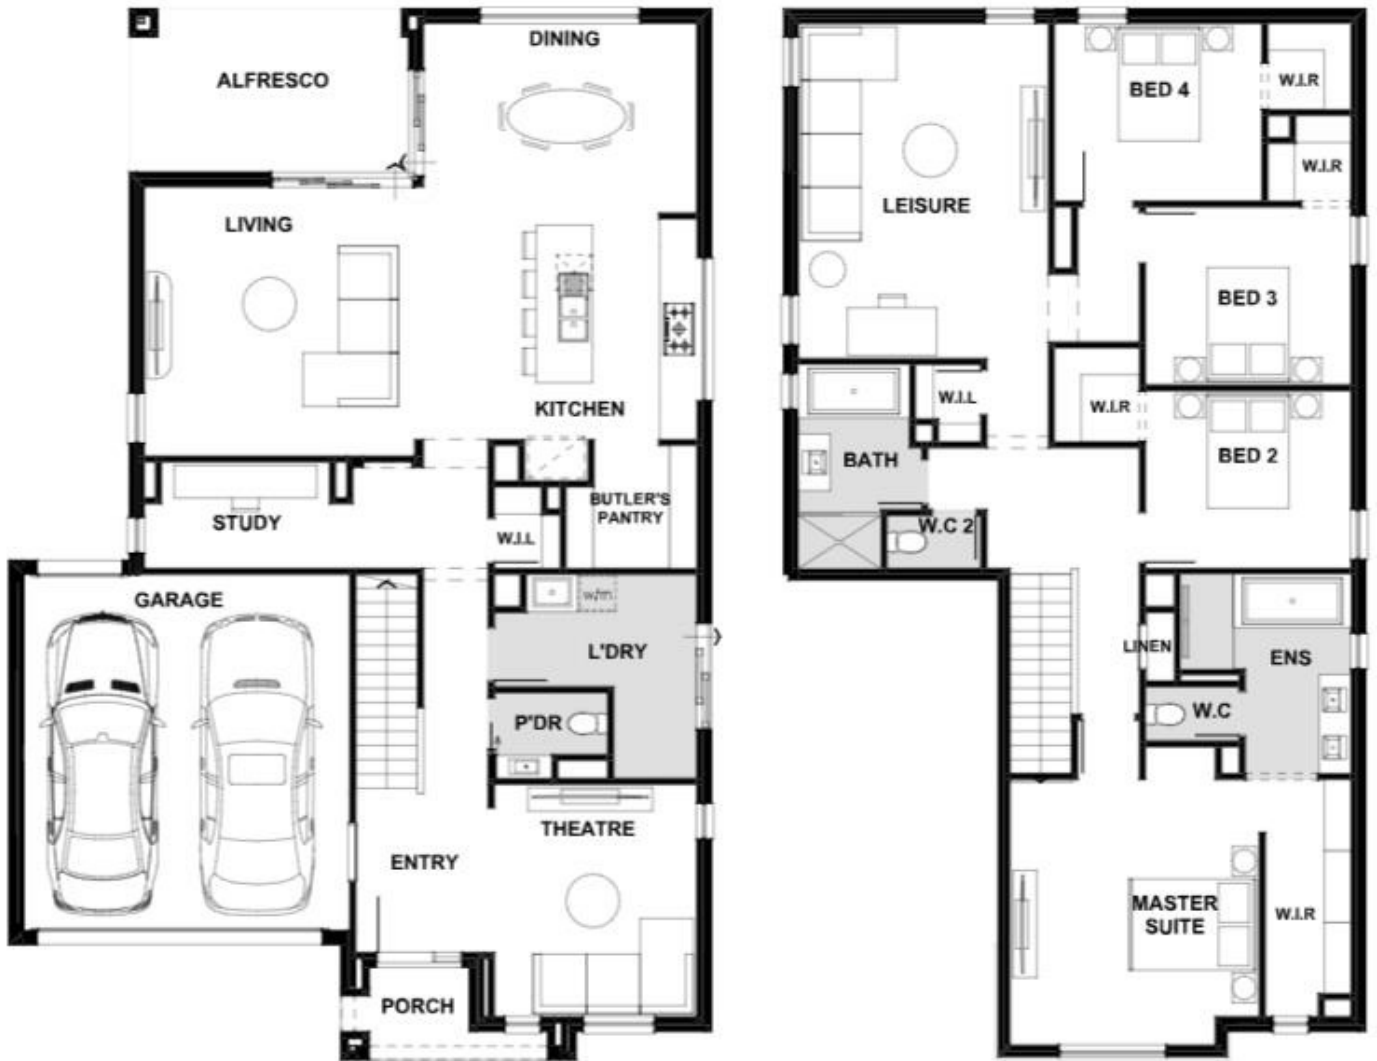 ALFRESCO
DINING
LIVING
KITCHEN
STUDY
W.I.L
BUTLER'S
PANTRY
GARAGE
w/m
L'DRY
P'DR
THEATRE
ENTRY
PORCH
BED 4
W.I.R
W.I.R
LEISURE
BED 3
W.I.L
W.I.R
BATH
BED 2
W.C 2
LINEN
ENS
W.C
MASTER
SUITE
W.I.R